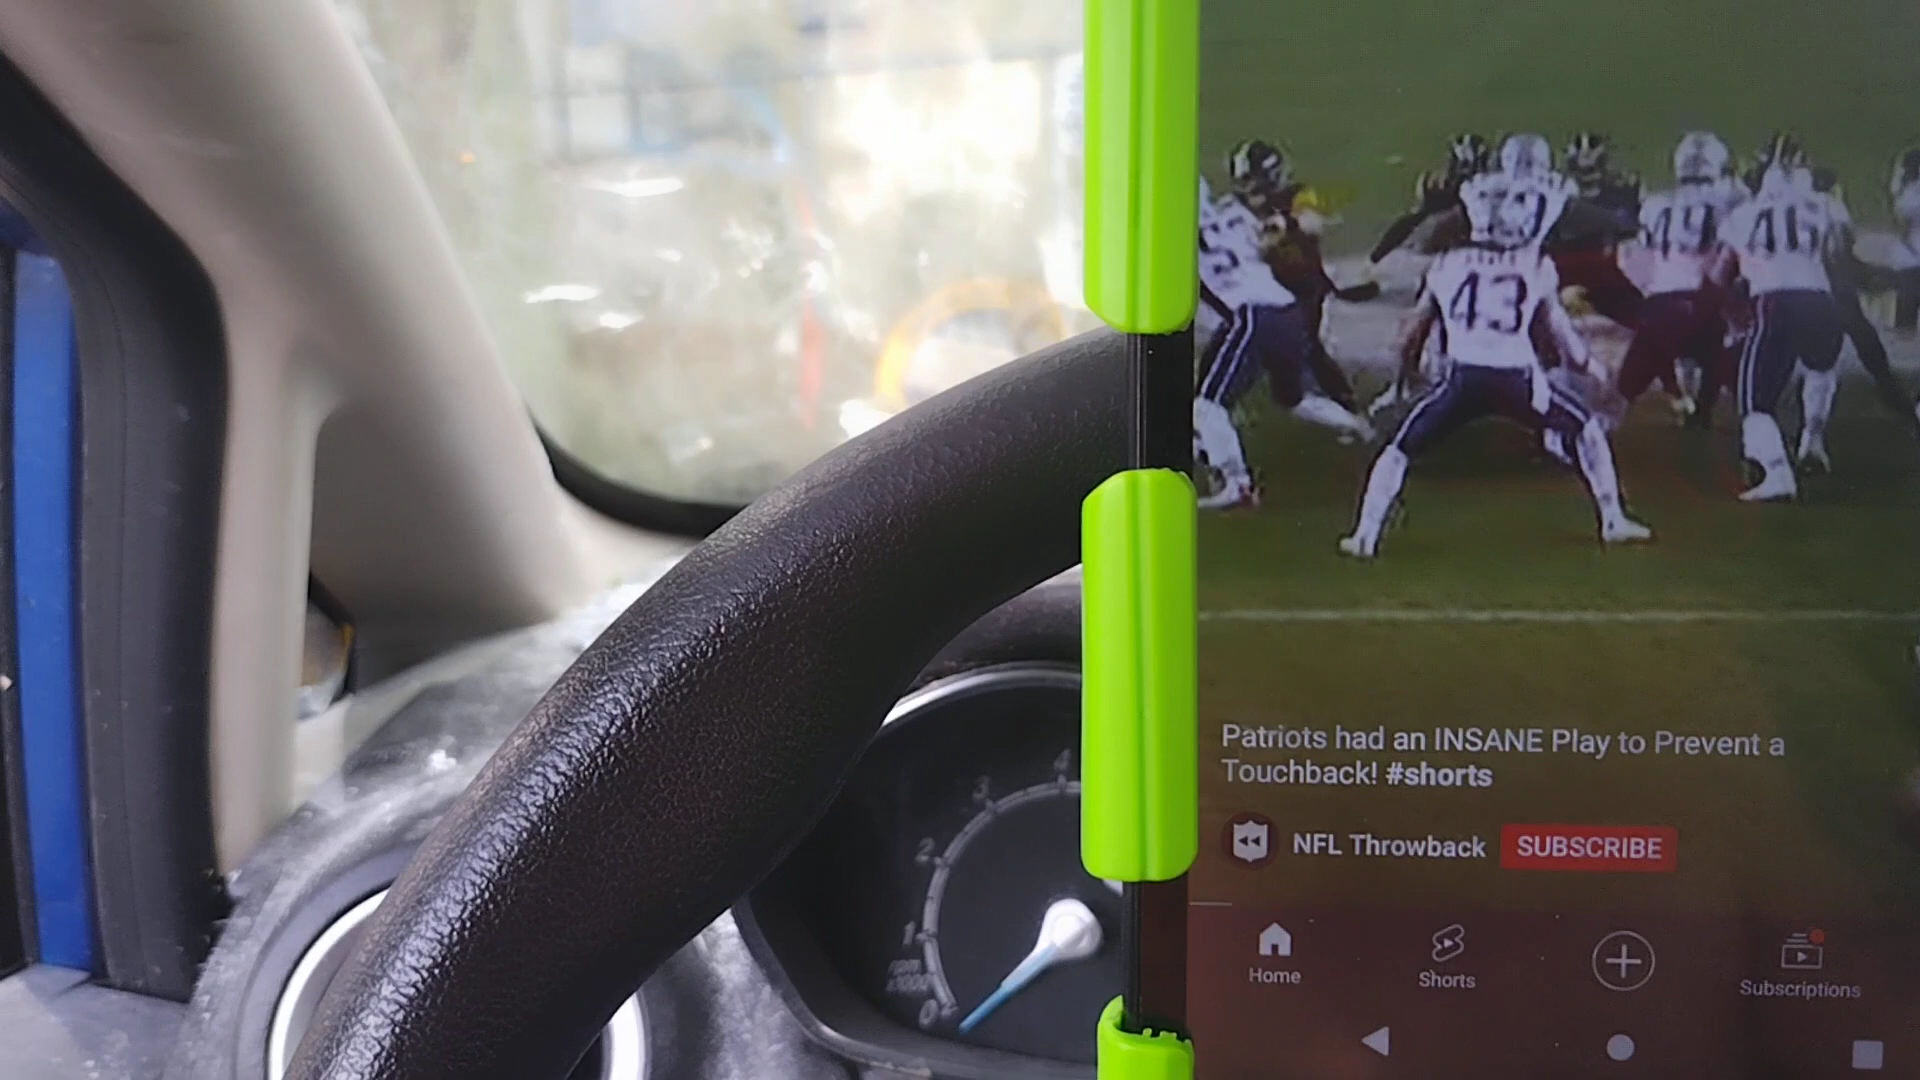 43
49
46
Patriots had an INSANE Play to Prevent a
Touchback! #shorts
NFL Throwback
SUBSCRIBE
Home
Shorts
Subscriptions
4
3
2
1
0